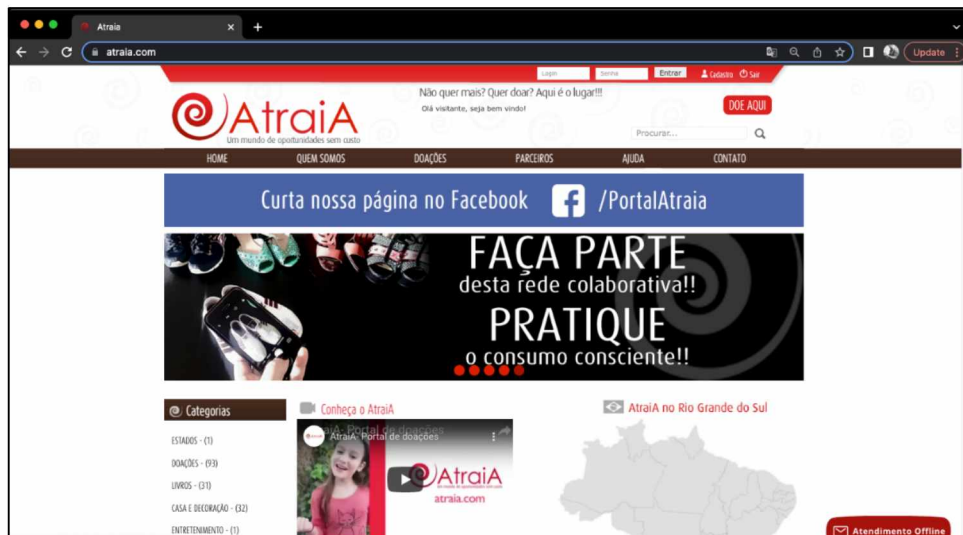 Atraia
atraia.com
Update
Login Senha Entrar Cadastro Sair
AtraiA
Um mundo de oportunidades sem custo
Não quer mais? Quer doar? Aqui é o lugar!!!
Olá visitante, seja bem vindo!
DOE AQUI
Procurar...
HOME QUEM SOMOS DOAÇÕES PARCEIROS AJUDA CONTATO
Curta nossa página no Facebook /PortalAtraia
FAÇA PARTE
desta rede colaborativa!!
PRATIQUE
o consumo consciente!!
Categorias
ESTADOS - (1)
DOAÇÕES - (93)
LIVROS - (31)
CASA E DECORAÇÃO - (32)
ENTRETENIMENTO - (1)
Conheça o AtraiA
AtraiA- Portal de doações
AtraiA
atraia.com
AtraiA no Rio Grande do Sul
Atendimento Offline